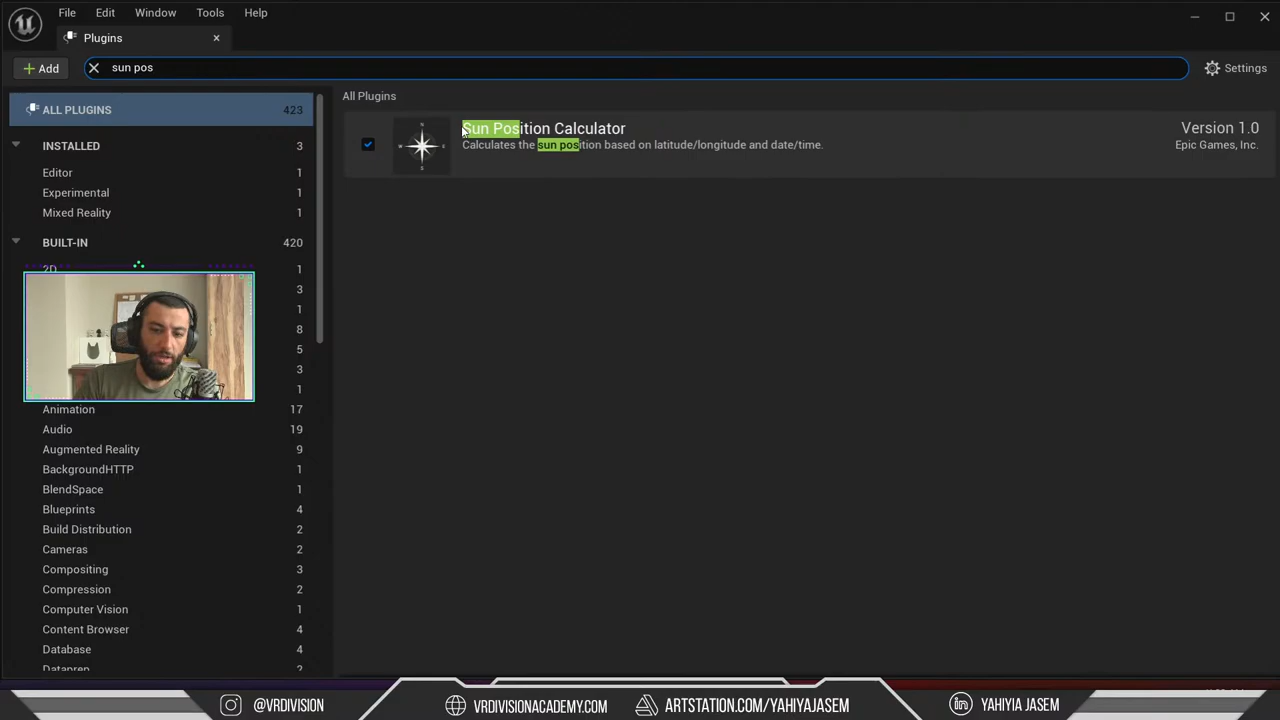 File Edit Window Tools Help
Plugins
Add
sun pos
Settings
ALL PLUGINS 423
INSTALLED 3
Editor 1
Experimental 1
Mixed Reality 1
BUILT-IN 420
2D 1
3
1
8
5
3
1
Animation 17
Audio 19
Augmented Reality 9
BackgroundHTTP 1
BlendSpace 1
Blueprints 4
Build Distribution 2
Cameras 2
Compositing 3
Compression 2
Computer Vision 1
Content Browser 4
Database 4
Dataprep 2
All Plugins
Sun Position Calculator
Calculates the sun position based on latitude/longitude and date/time.
Version 1.0
Epic Games, Inc.
@VRDIVISION
VRDIVISIONACADEMY.COM
ARTSTATION.COM/YAHIYAJASEM
YAHIYIA JASEM